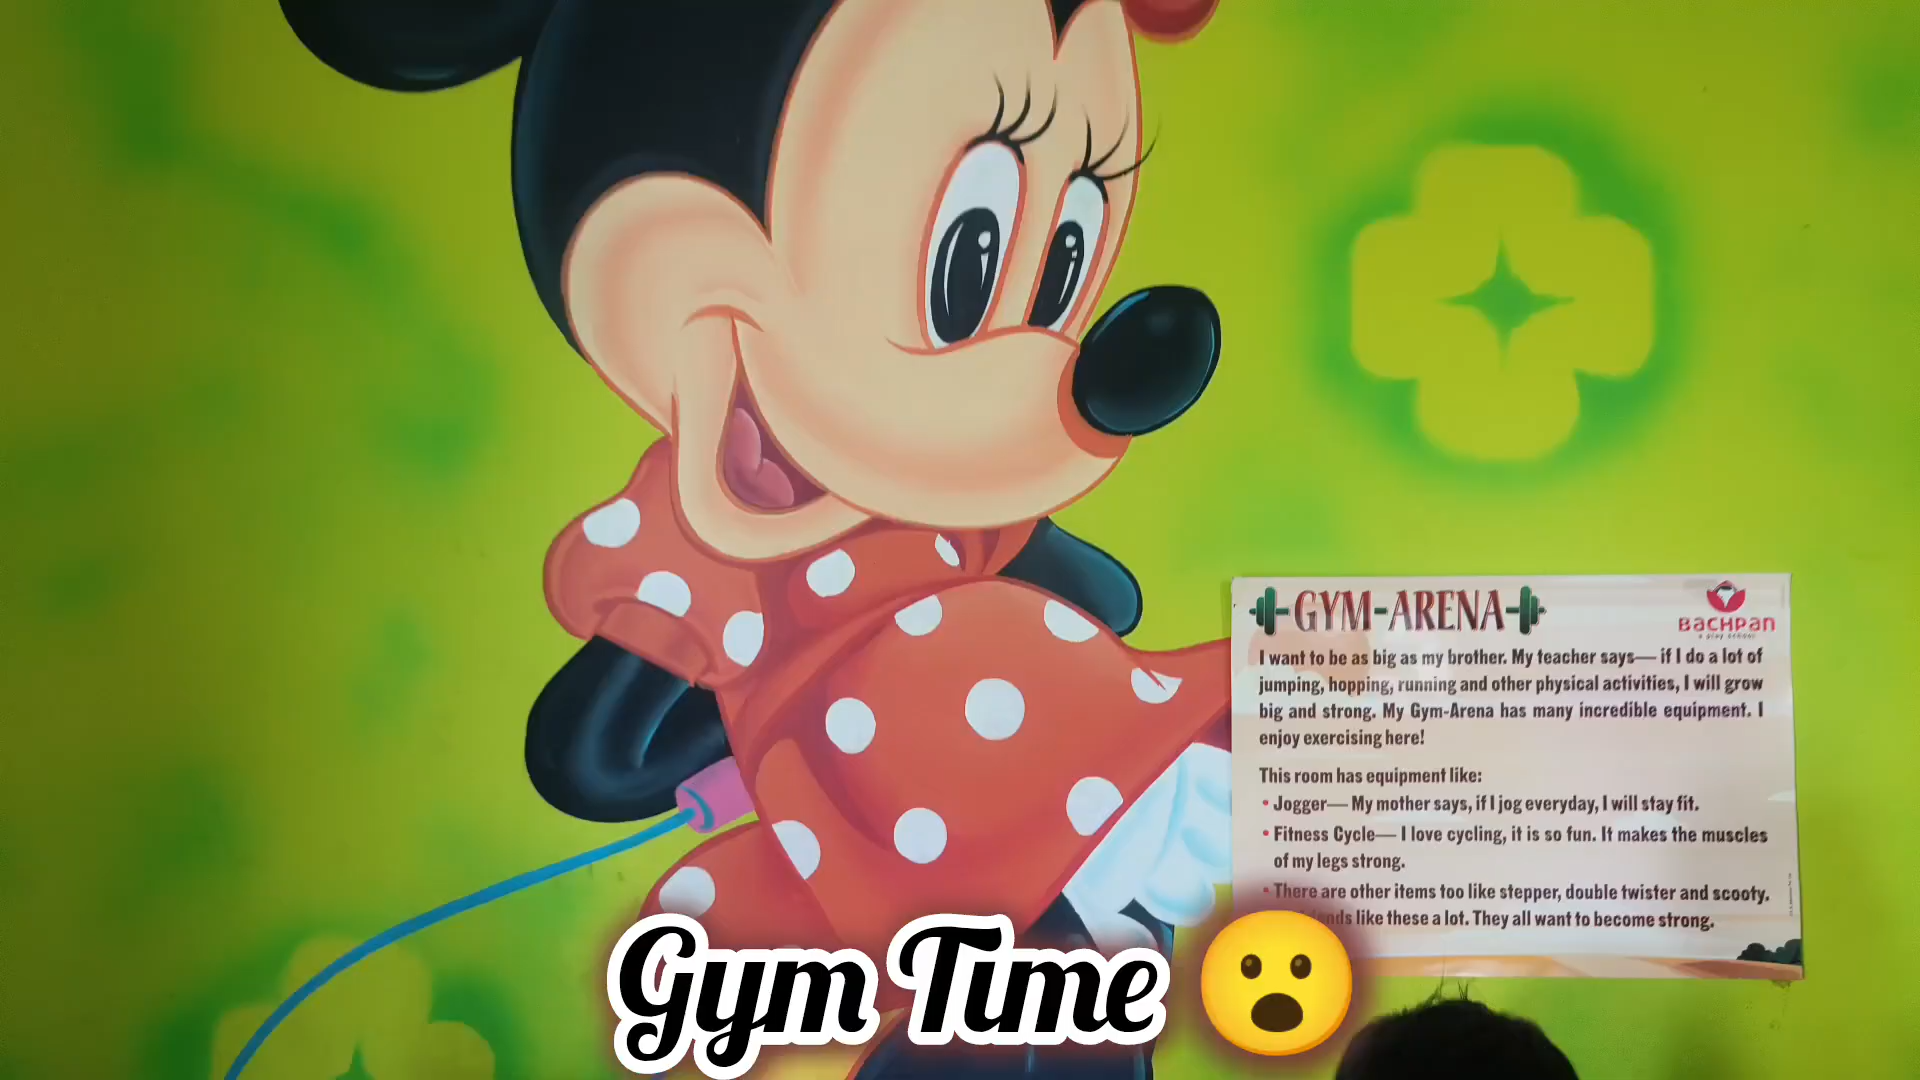 GYM-ARENA
BACHPAN
a play school
I want to be as big as my brother. My teacher says— if I do a lot of
jumping, hopping, running and other physical activities, I will grow
big and strong. My Gym-Arena has many incredible equipment. I
enjoy exercising here!
This room has equipment like:
• Jogger— My mother says, if I jog everyday, I will stay fit.
• Fitness Cycle— I love cycling, it is so fun. It makes the muscles
of my legs strong.
• There are other items too like stepper, double twister and scooty.
like these a lot. They all want to become strong.
Gym Time 😮